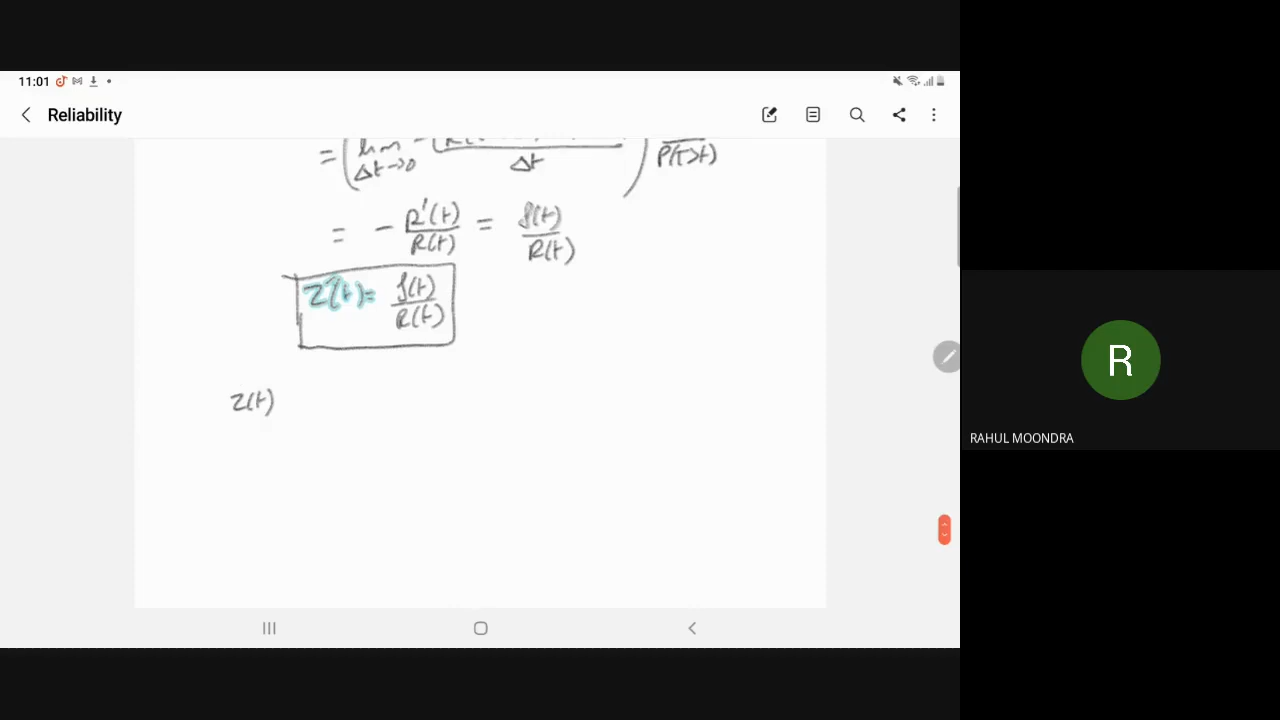 11:01
Reliability
= ( lim Δt→0 - Δt ) P(T>t)
= - R'(t)/R(t) = f(t)/R(t)
Z(t) = f(t)/R(t)
Z(t)
R
RAHUL MOONDRA